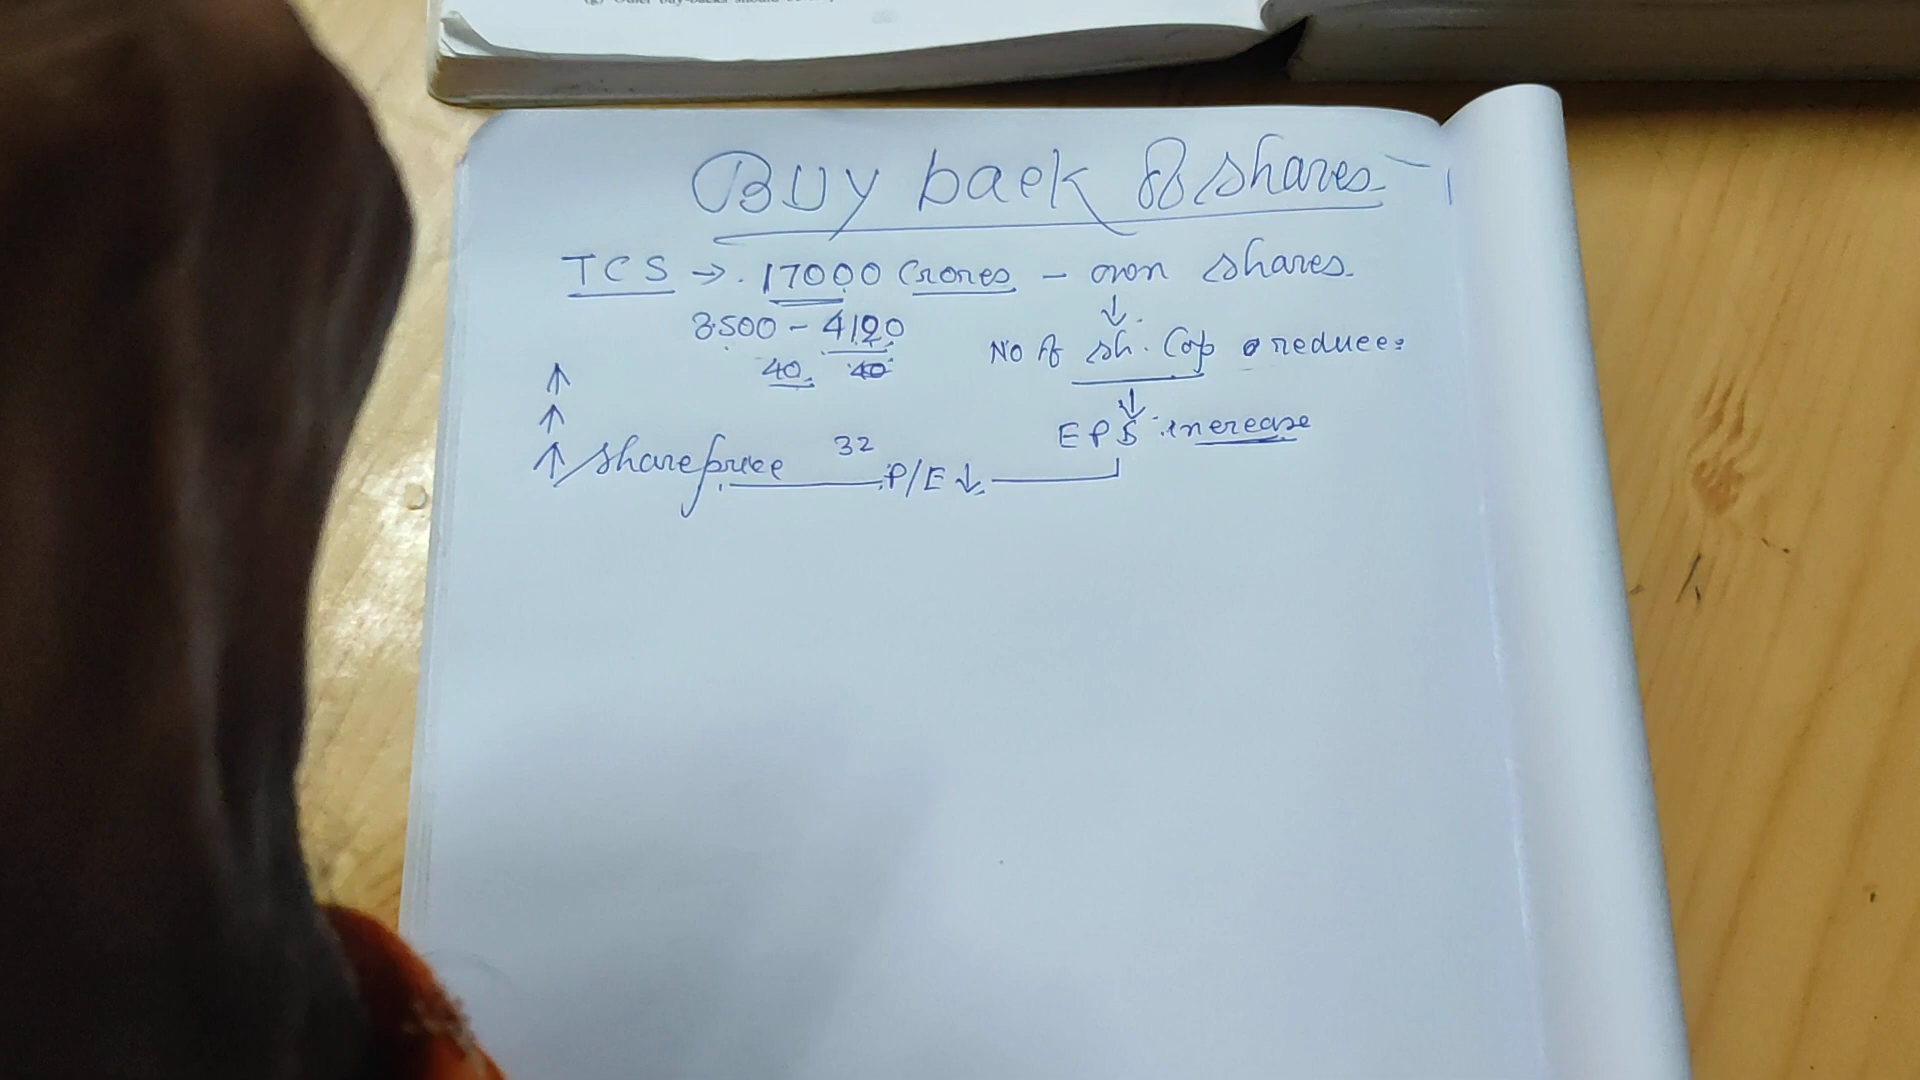 Buy back of shares
TCS → 17000 Crores - own shares.
3500 - 4120
40 40
No of sh. Cap reduces
EPS increase
32
share price P/E ↓